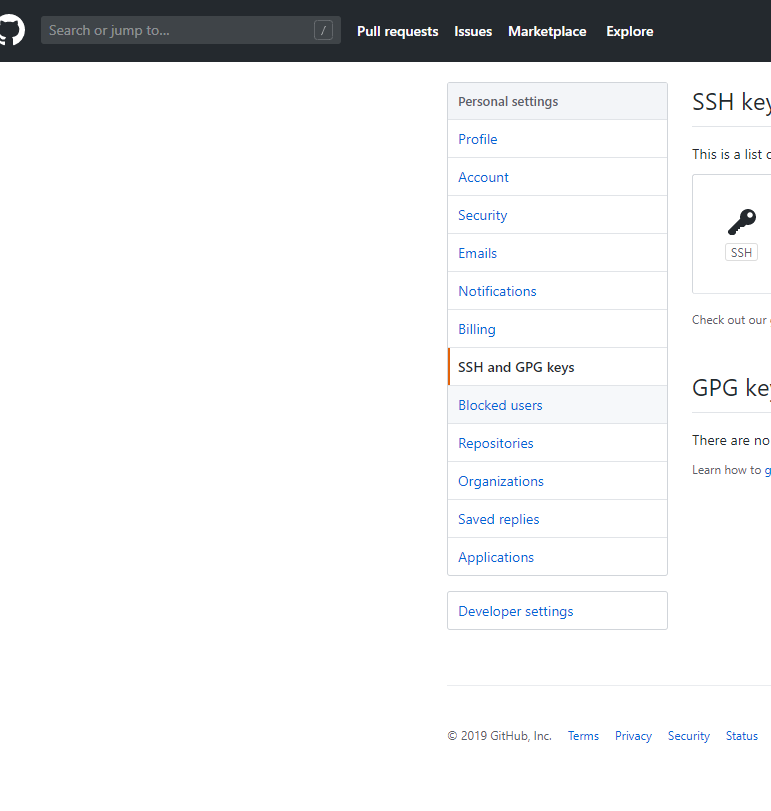 Search or jump to... /
Pull requests Issues Marketplace Explore
Personal settings
Profile
Account
Security
Emails
Notifications
Billing
SSH and GPG keys
Blocked users
Repositories
Organizations
Saved replies
Applications
Developer settings
SSH key
This is a list
SSH
Check out our
GPG key
There are no
Learn how to g
© 2019 GitHub, Inc. Terms Privacy Security Status